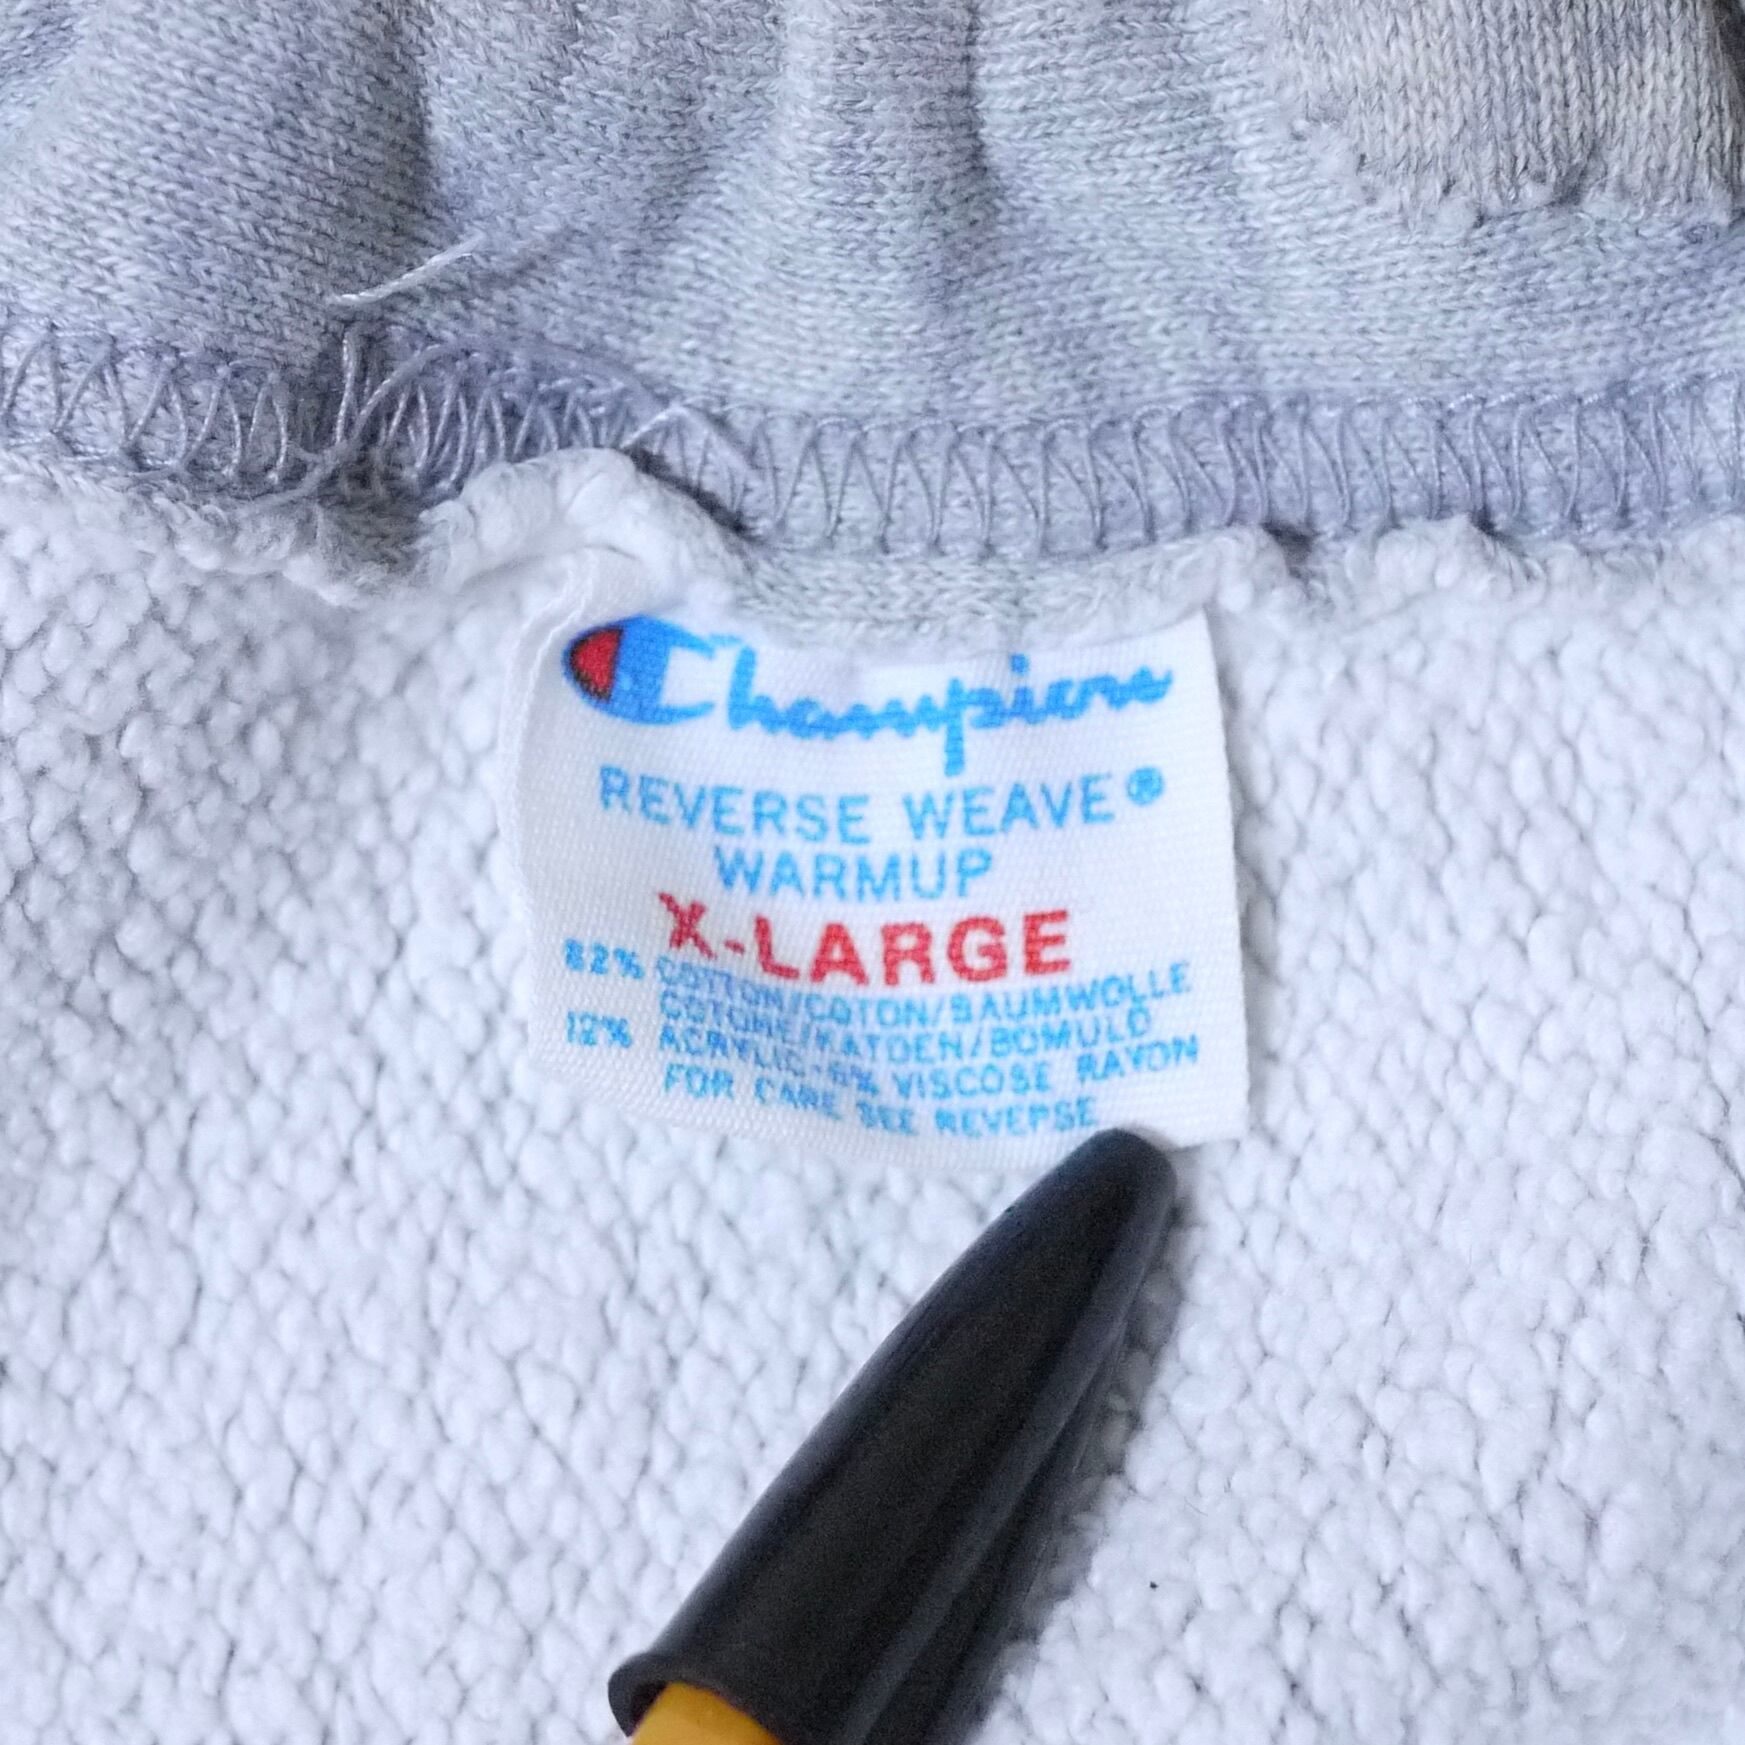 Champion
REVERSE WEAVE®
WARMUP
X-LARGE
82% COTTON/COTON/BAUMWOLLE
COTONE/KATOEN/BOMULD
12% ACRYLIC-6% VISCOSE RAYON
FOR CARE SEE REVERSE